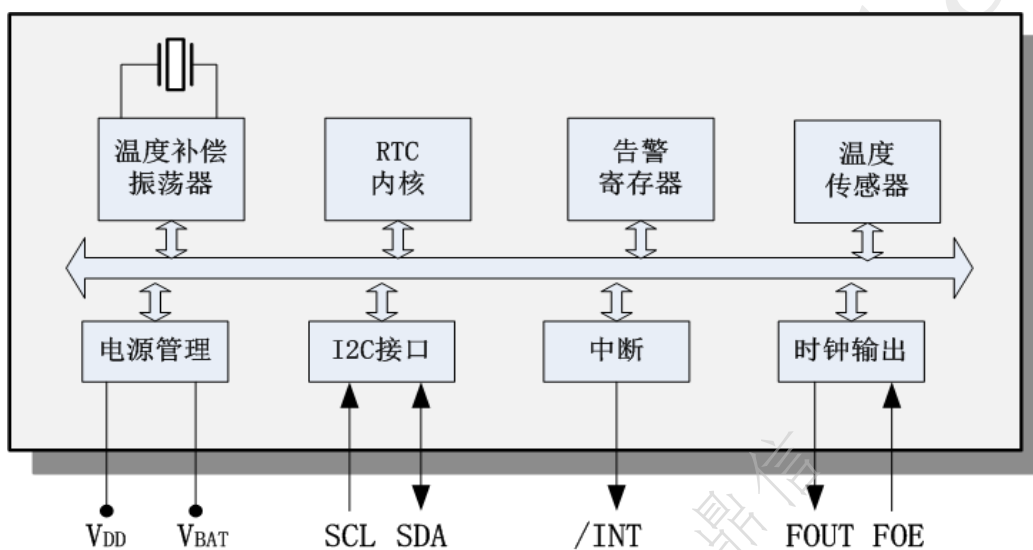 温度补偿
振荡器
RTC
内核
告警
寄存器
温度
传感器
电源管理
I2C接口
中断
时钟输出
VDD
VBAT
SCL
SDA
/INT
FOUT
FOE
鼎信